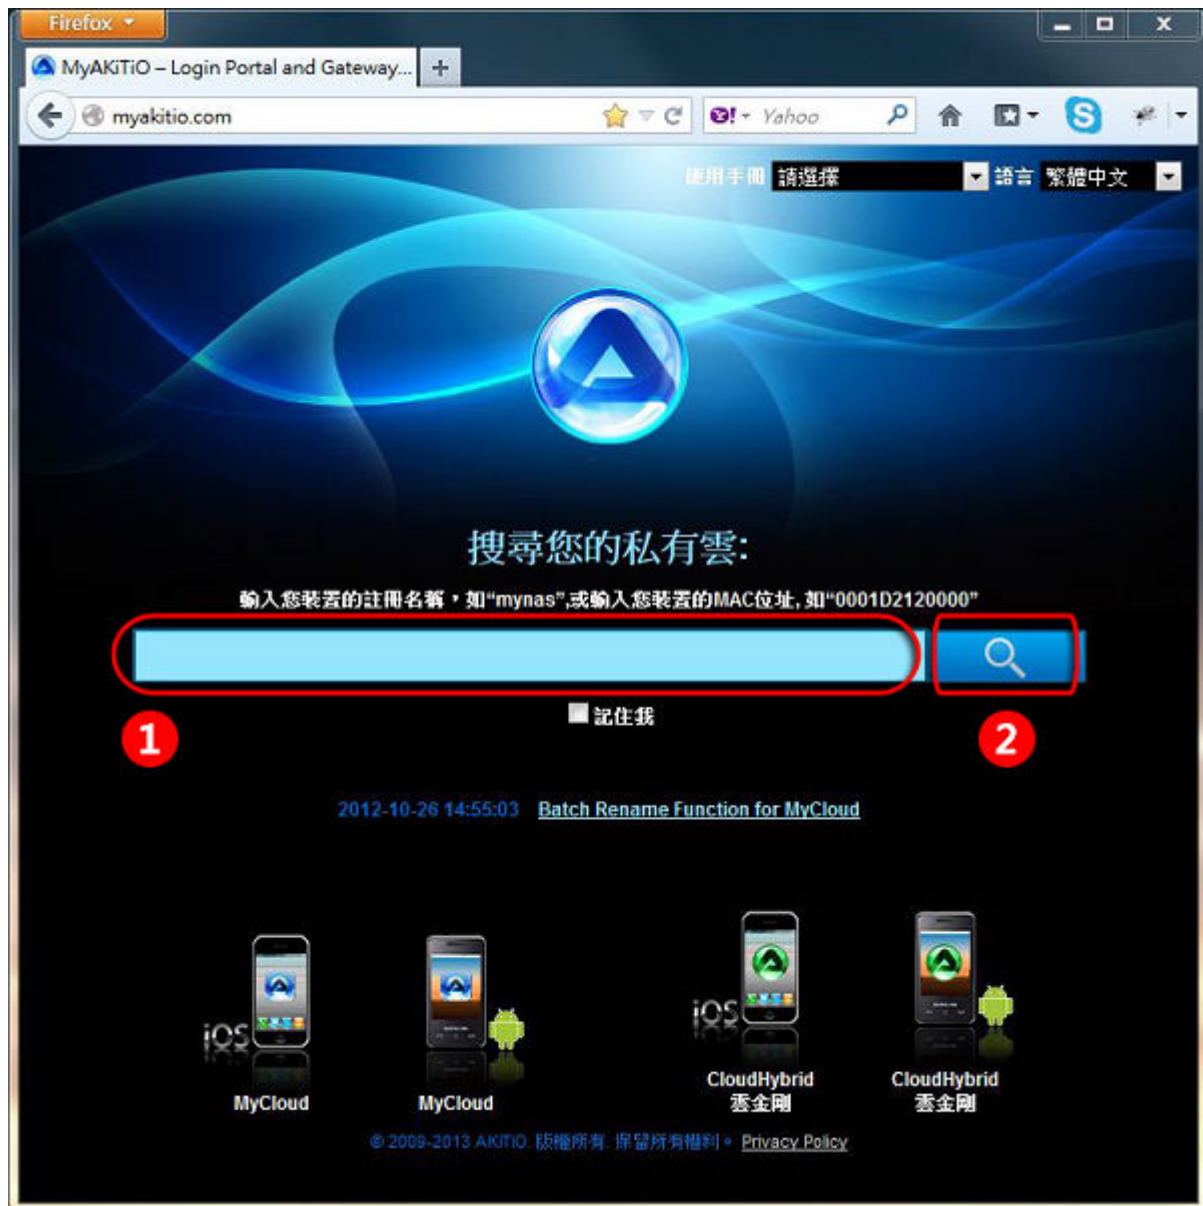 Firefox
MyAKiTiO – Login Portal and Gateway...
myakitio.com
Yahoo
使用手冊 請選擇 語言 繁體中文
搜尋您的私有雲:
輸入您裝置的註冊名稱，如“mynas”,或輸入您裝置的MAC位址, 如“0001D2120000”
記住我
1
2
2012-10-26 14:55:03 Batch Rename Function for MyCloud
iOS
iOS
MyCloud
MyCloud
CloudHybrid
雲金剛
CloudHybrid
雲金剛
© 2009-2013 AKiTiO. 版權所有. 保留所有權利。 Privacy Policy